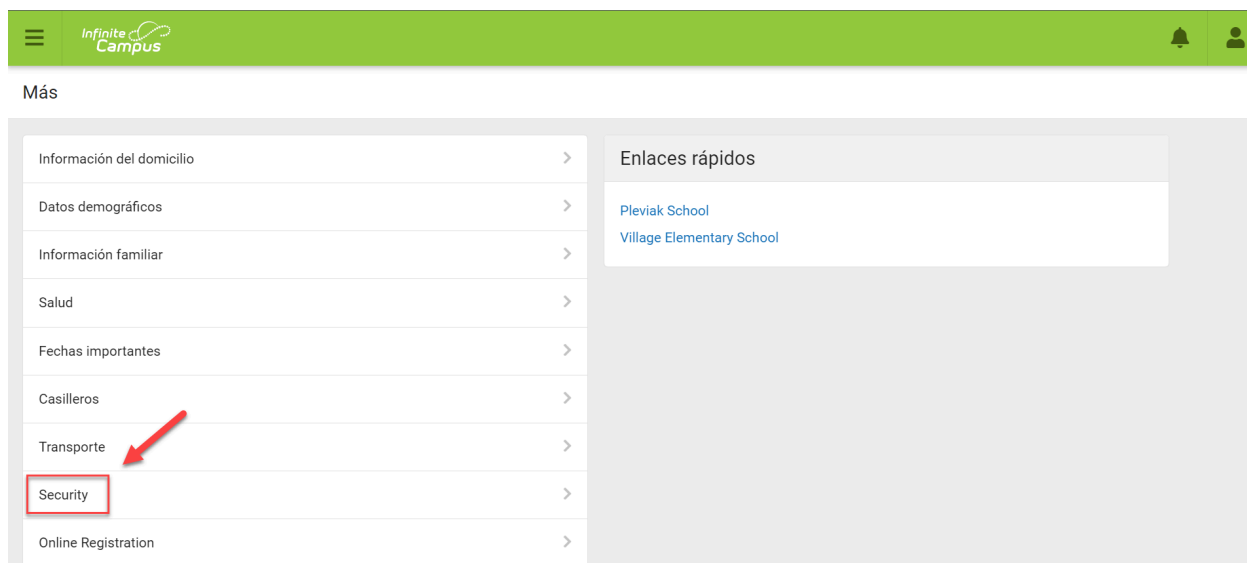 Infinite
Campus
Más
Información del domicilio
Datos demográficos
Información familiar
Salud
Fechas importantes
Casilleros
Transporte
Security
Online Registration
Enlaces rápidos
Pleviak School
Village Elementary School